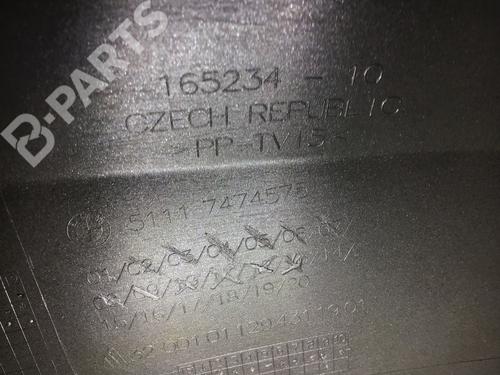 B-PARTS
165234 - 10
CZECH REPUBLIC
-PP-TV15-
5111 7474575
01/02/03/04/05/06/07
15/16/17/18/19/20